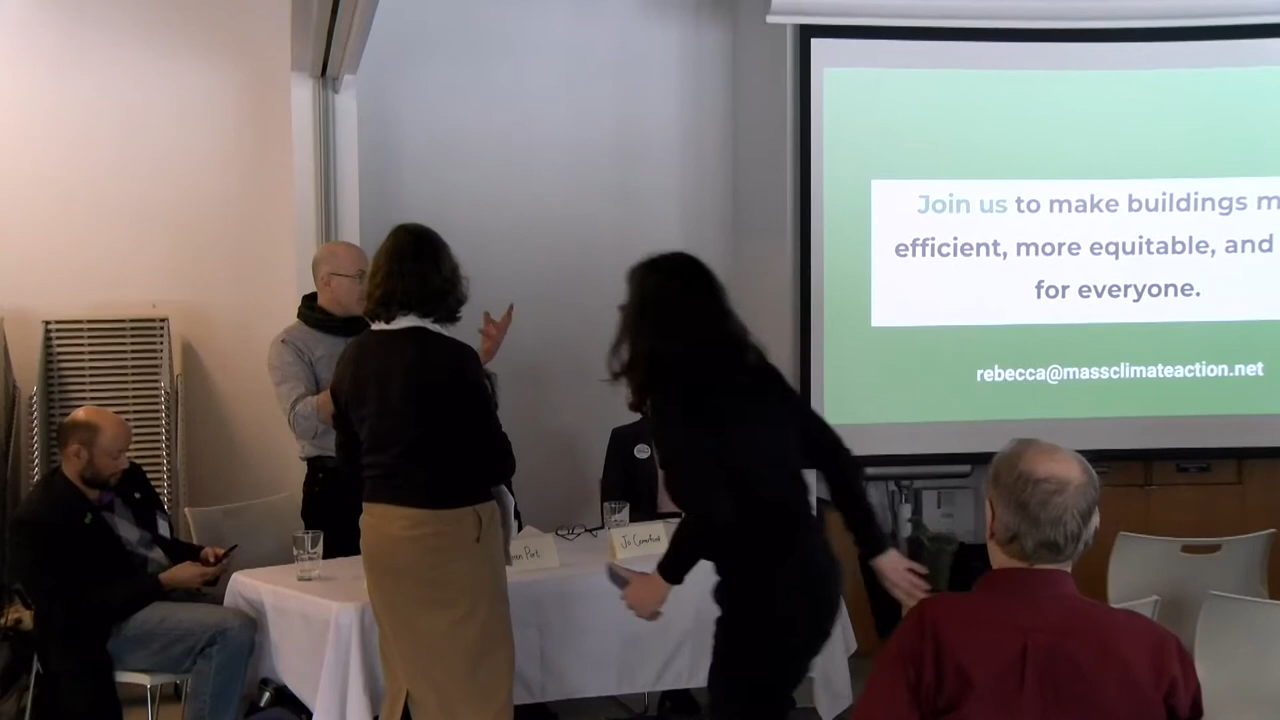 Join us to make buildings m
efficient, more equitable, and
for everyone.
rebecca@massclimateaction.net
Jo Comerford